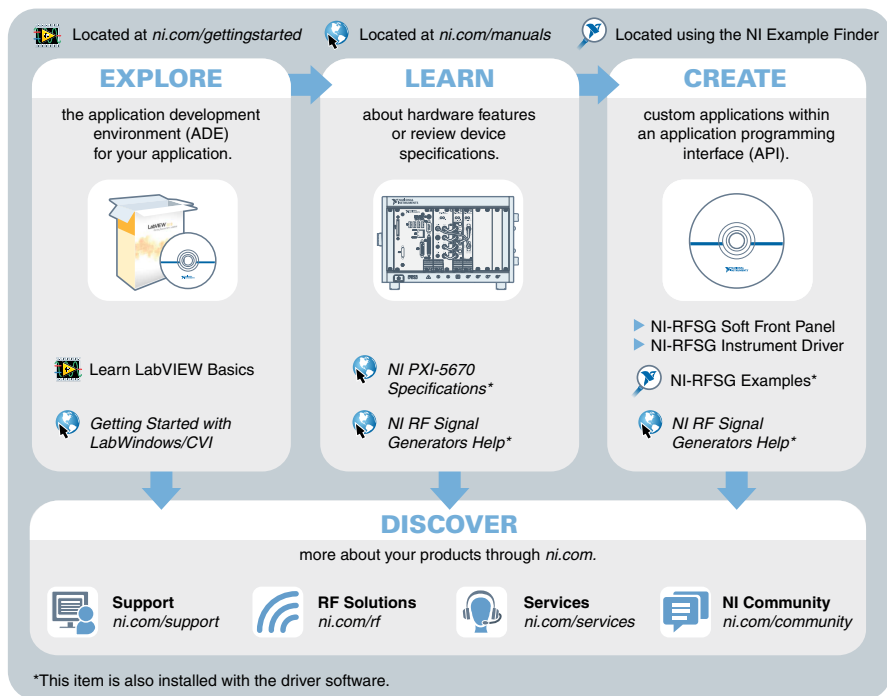 Located at ni.com/gettingstarted
Located at ni.com/manuals
Located using the NI Example Finder
EXPLORE
the application development
environment (ADE)
for your application.
LabVIEW
Learn LabVIEW Basics
Getting Started with
LabWindows/CVI
LEARN
about hardware features
or review device
specifications.
NI PXI-5670
Specifications*
NI RF Signal
Generators Help*
CREATE
custom applications within
an application programming
interface (API).
NI-RFSG Soft Front Panel
NI-RFSG Instrument Driver
NI-RFSG Examples*
NI RF Signal
Generators Help*
DISCOVER
more about your products through ni.com.
Support
ni.com/support
RF Solutions
ni.com/rf
Services
ni.com/services
NI Community
ni.com/community
*This item is also installed with the driver software.